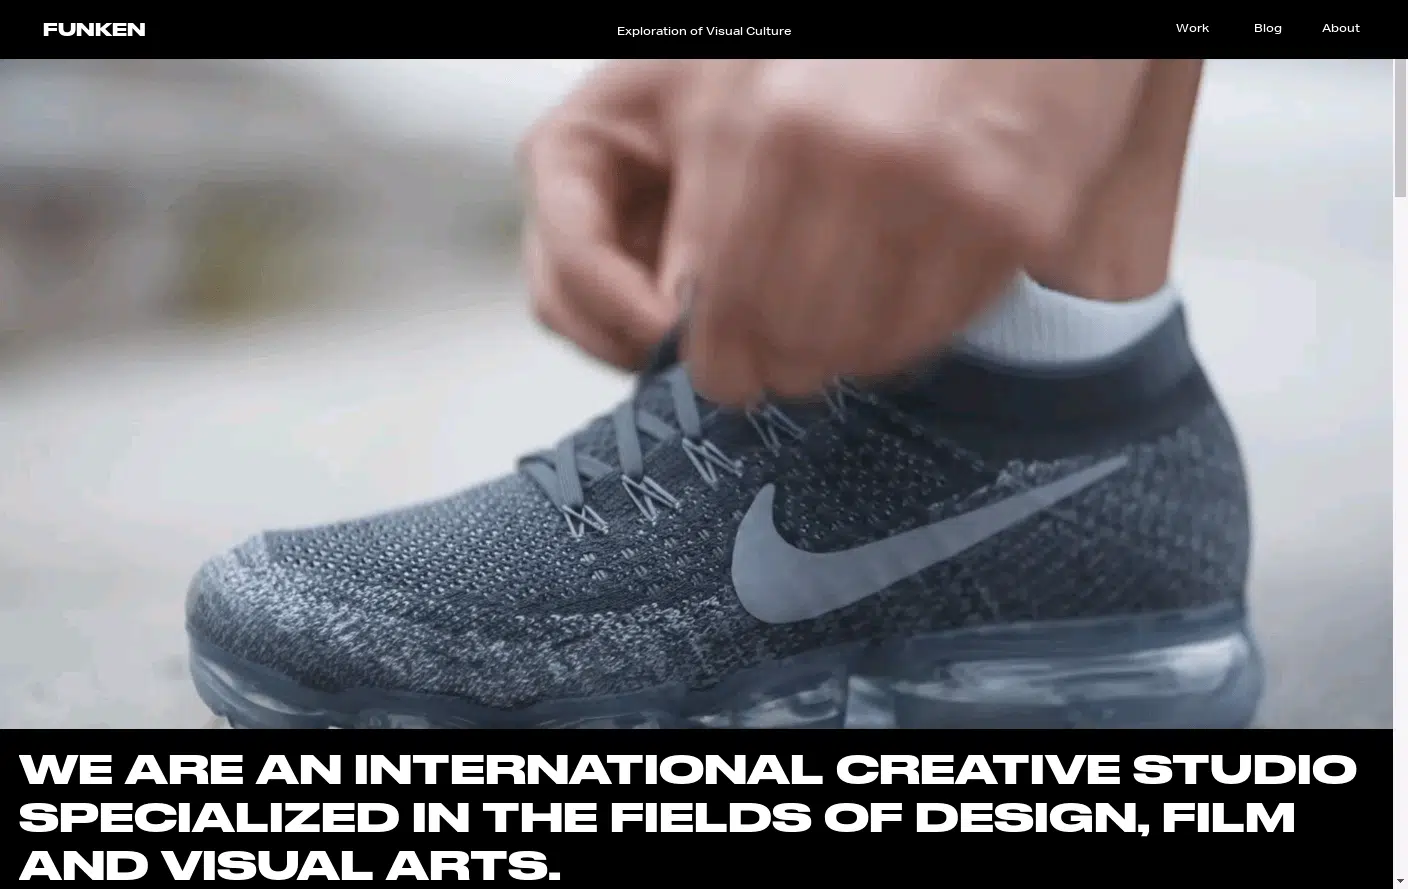 FUNKEN
Exploration of Visual Culture
Work
Blog
About
WE ARE AN INTERNATIONAL CREATIVE STUDIO
SPECIALIZED IN THE FIELDS OF DESIGN, FILM
AND VISUAL ARTS.